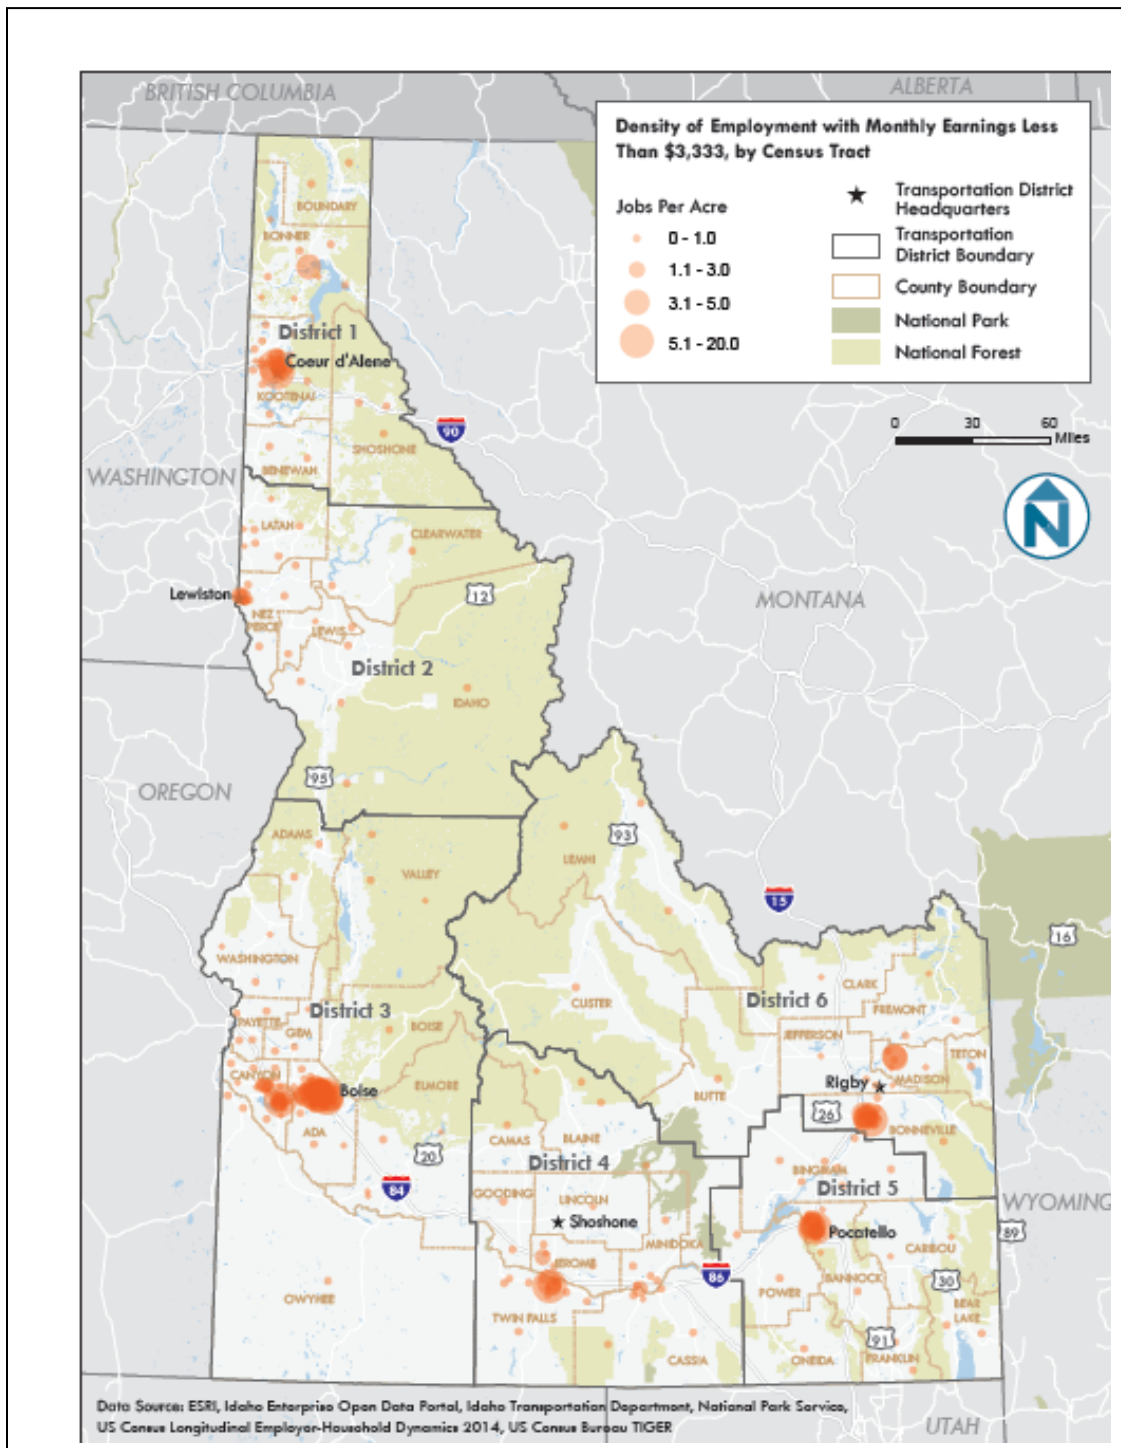 BRITISH COLUMBIA
ALBERTA
Density of Employment with Monthly Earnings Less
Than $3,333, by Census Tract
Jobs Per Acre
0 - 1.0
1.1 - 3.0
3.1 - 5.0
5.1 - 20.0
Transportation District
Headquarters
Transportation
District Boundary
County Boundary
National Park
National Forest
0 30 60
Miles
N
BOUNDARY
BONNER
District 1
Coeur d'Alene
KOOTENAI
90
SHOSHONE
BENEWAH
WASHINGTON
LATAH
CLEARWATER
Lewiston
12
NEZ
PERCE
LEWIS
MONTANA
District 2
IDAHO
95
OREGON
ADAMS
93
LEMHI
VALLEY
15
16
WASHINGTON
CLARK
District 6
CUSTER
FREMONT
District 3
PAYETTE
GEM
BOISE
JEFFERSON
TETON
CANYON
Boise
ELMORE
Rigby
MADISON
BUTTE
26
BONNEVILLE
ADA
CAMAS
BLAINE
20
District 4
BINGHAM
District 5
84
GOODING
LINCOLN
WYOMING
Shoshone
Pocatello
89
MINIDOKA
CARIBOU
JEROME
86
BANNOCK
30
POWER
OWYHEE
BEAR
LAKE
TWIN FALLS
91
CASSIA
ONEIDA
FRANKLIN
Data Source: ESRI, Idaho Enterprise Open Data Portal, Idaho Transportation Department, National Park Service,
US Census Longitudinal Employer-Household Dynamics 2014, US Census Bureau TIGER
UTAH